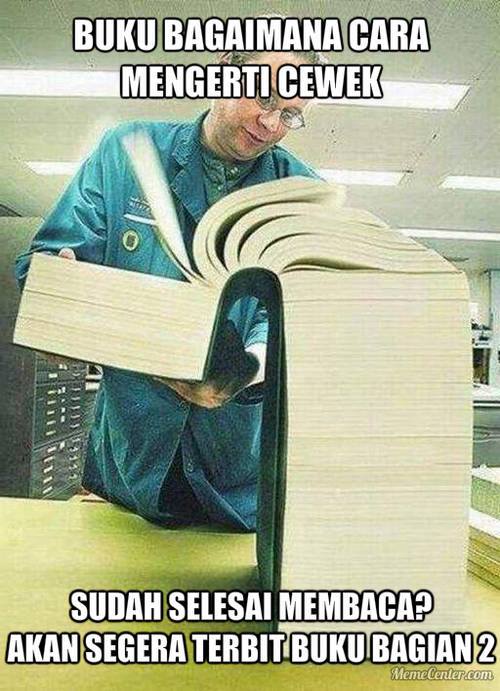 BUKU BAGAIMANA CARA
MENGERTI CEWEK
SUDAH SELESAI MEMBACA?
AKAN SEGERA TERBIT BUKU BAGIAN 2
MemeCenter.com